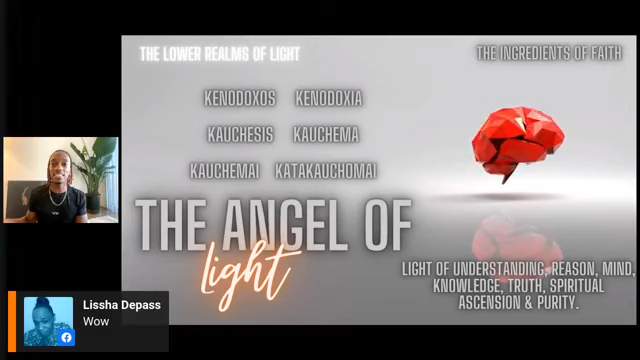 THE LOWER REALMS OF LIGHT
THE INGREDIENTS OF FAITH
KENODOXOS KENODOXIA
KAUCHESIS KAUCHEMA
KAUCHEMAI KATAKAUCHOMAI
THE ANGEL OF
Light
LIGHT OF UNDERSTANDING, REASON, MIND,
KNOWLEDGE, TRUTH, SPIRITUAL
ASCENSION & PURITY.
Lissha Depass
Wow